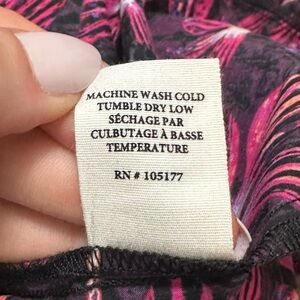 MACHINE WASH COLD
TUMBLE DRY LOW
SÉCHAGE PAR
CULBUTAGE À BASSE
TEMPERATURE
RN # 105177